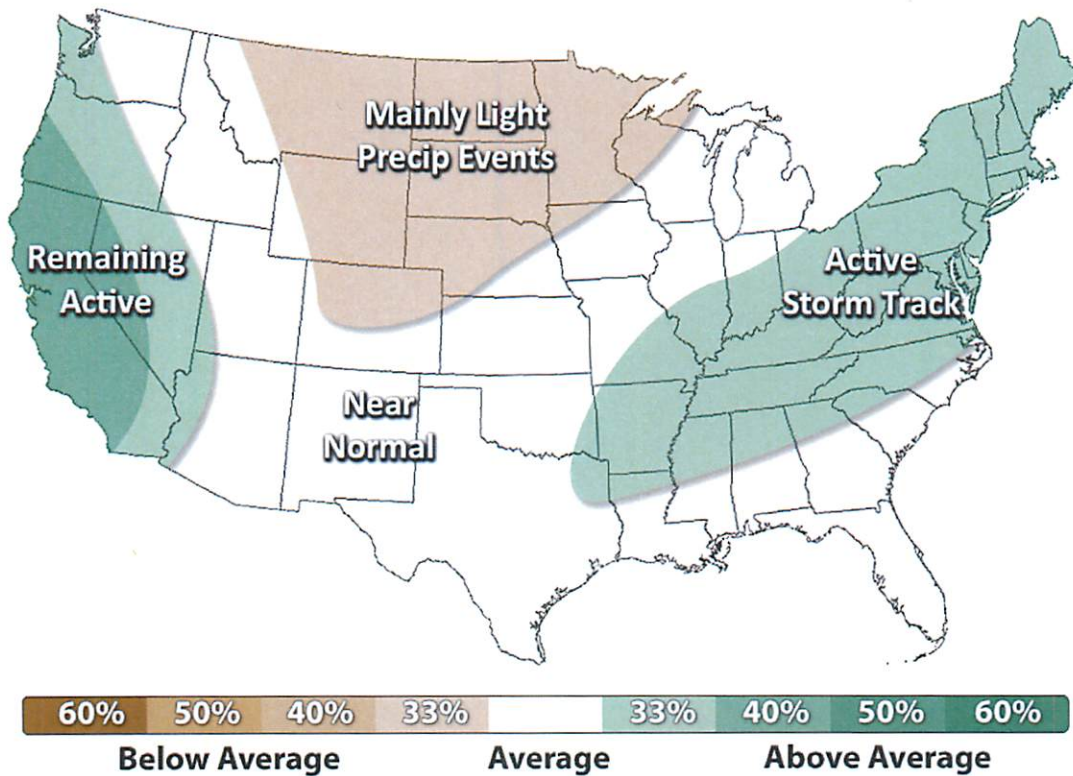 Mainly Light
Precip Events
Remaining
Active
Active
Storm Track
Near
Normal
60% 50% 40% 33% 33% 40% 50% 60%
Below Average Average Above Average